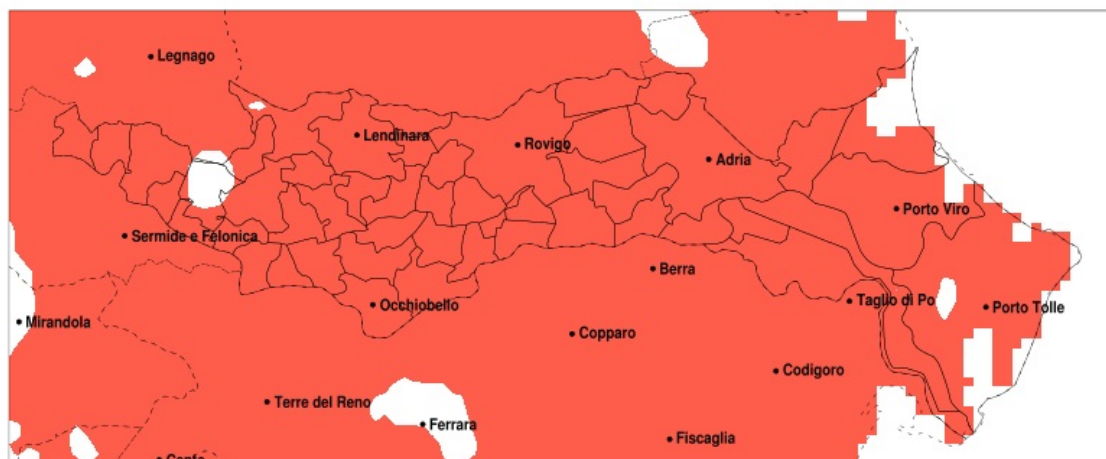 Legnago
Lendinara
Rovigo
Adria
Porto Viro
Sermide e Felonica
Berra
Taglio di Po
Occhiobello
Porto Tolle
Mirandola
Copparo
Codigoro
Terre del Reno
Ferrara
Fiscaglia